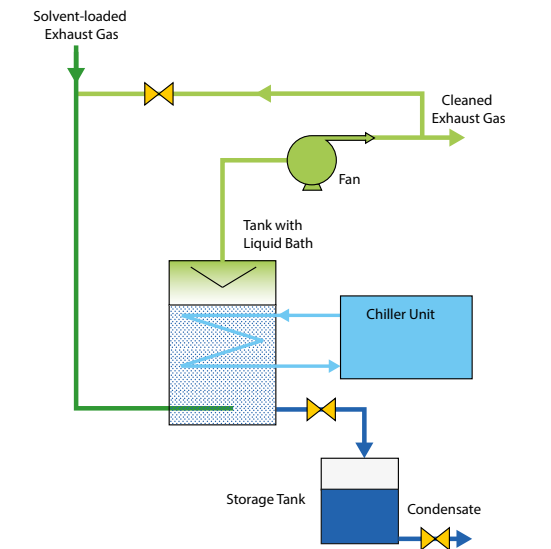 Solvent-loaded
Exhaust Gas
Cleaned
Exhaust Gas
Fan
Tank with
Liquid Bath
Chiller Unit
Storage Tank
Condensate